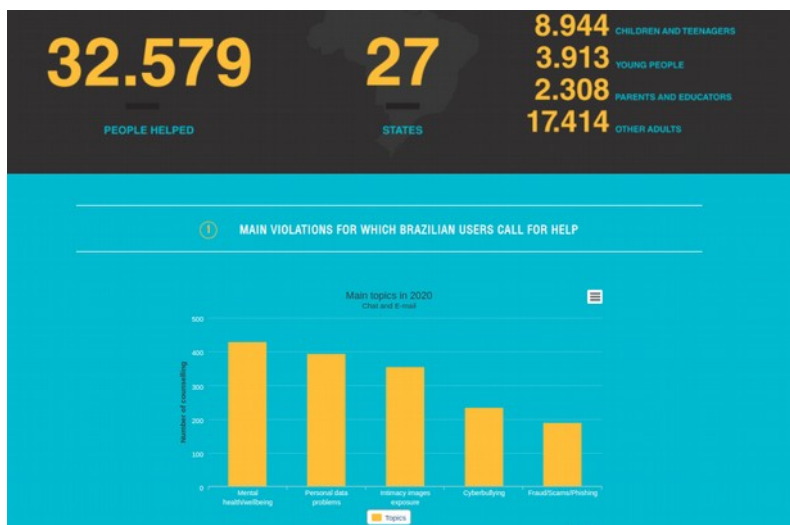 32.579
PEOPLE HELPED
27
STATES
8.944 CHILDREN AND TEENAGERS
3.913 YOUNG PEOPLE
2.308 PARENTS AND EDUCATORS
17.414 OTHER ADULTS
1 MAIN VIOLATIONS FOR WHICH BRAZILIAN USERS CALL FOR HELP
Main topics in 2020
Chat and E-mail
Number of counselling
500
400
300
200
100
0
Mental
health/wellbeing
Personal data
problems
Intimacy images
exposure
Cyberbullying
Fraud/Scams/Phishing
Topics